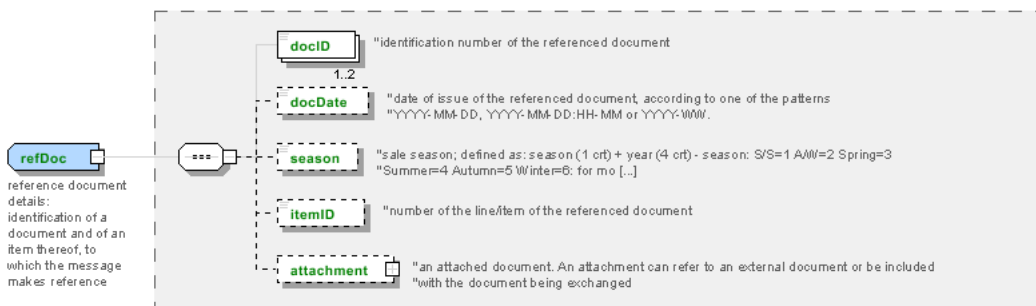 docID
"identification number of the referenced document
1..2
docDate
"date of issue of the referenced document, according to one of the patterns
"YYYY-MM-DD, YYYY-MM-DD:HH-MM or YYYY-WW.
refDoc
reference document
details:
identification of a
document and of an
item thereof, to
which the message
makes reference
season
"sale season; defined as: season (1 crt) + year (4 crt) - season: S/S=1 A/W=2 Spring=3
"Summer=4 Autumn=5 Winter=6: for mo [...]
itemID
"number of the line/item of the referenced document
attachment
"an attached document. An attachment can refer to an external document or be included
"with the document being exchanged